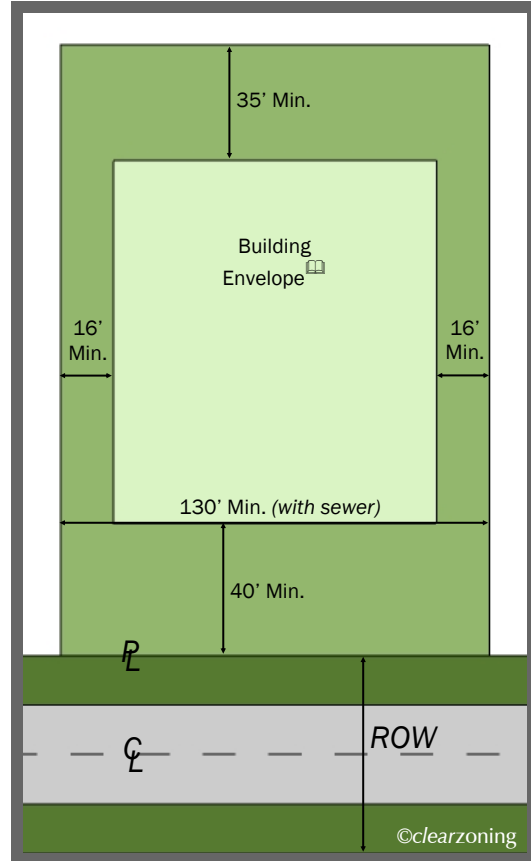 35’ Min.
Building
Envelope
16’
Min.
16’
Min.
130’ Min. (with sewer)
40’ Min.
PL
CL
ROW
©clearzoning